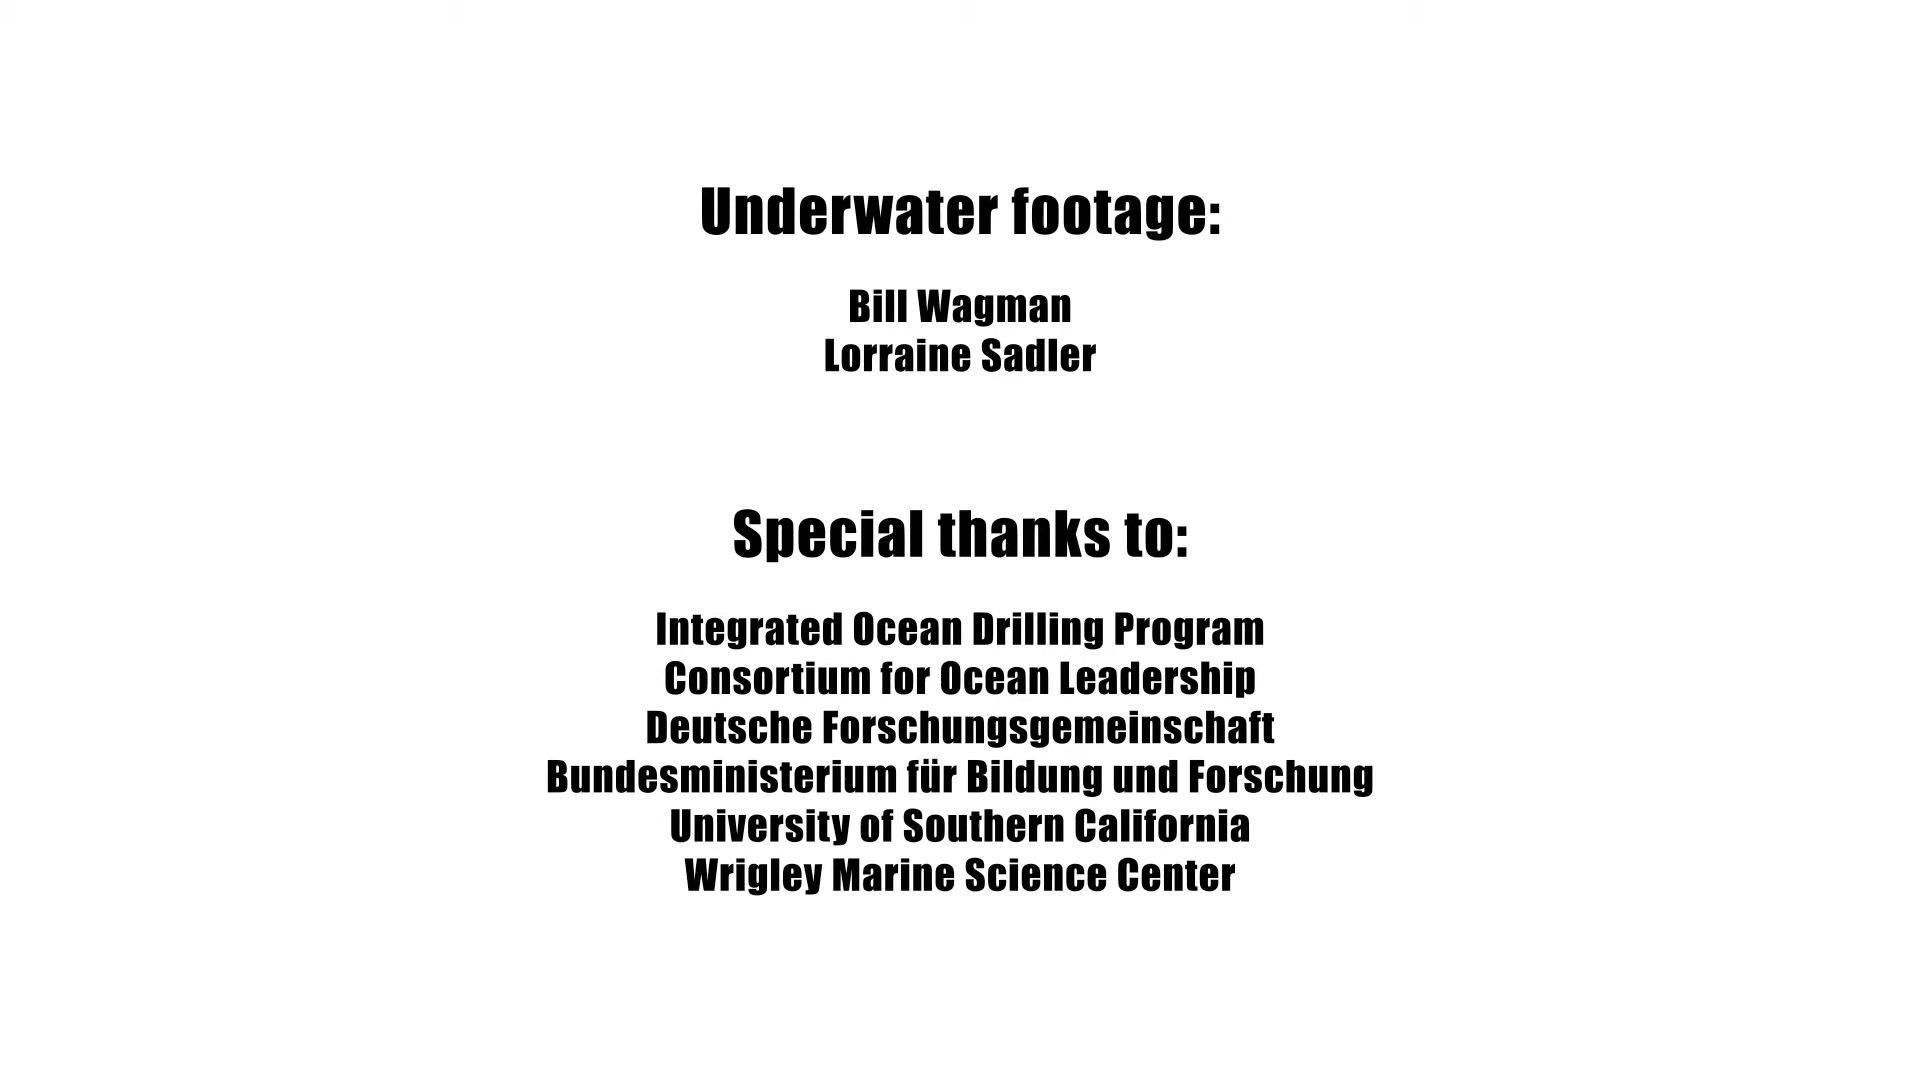 Underwater footage:
Bill Wagman
Lorraine Sadler
Special thanks to:
Integrated Ocean Drilling Program
Consortium for Ocean Leadership
Deutsche Forschungsgemeinschaft
Bundesministerium für Bildung und Forschung
University of Southern California
Wrigley Marine Science Center